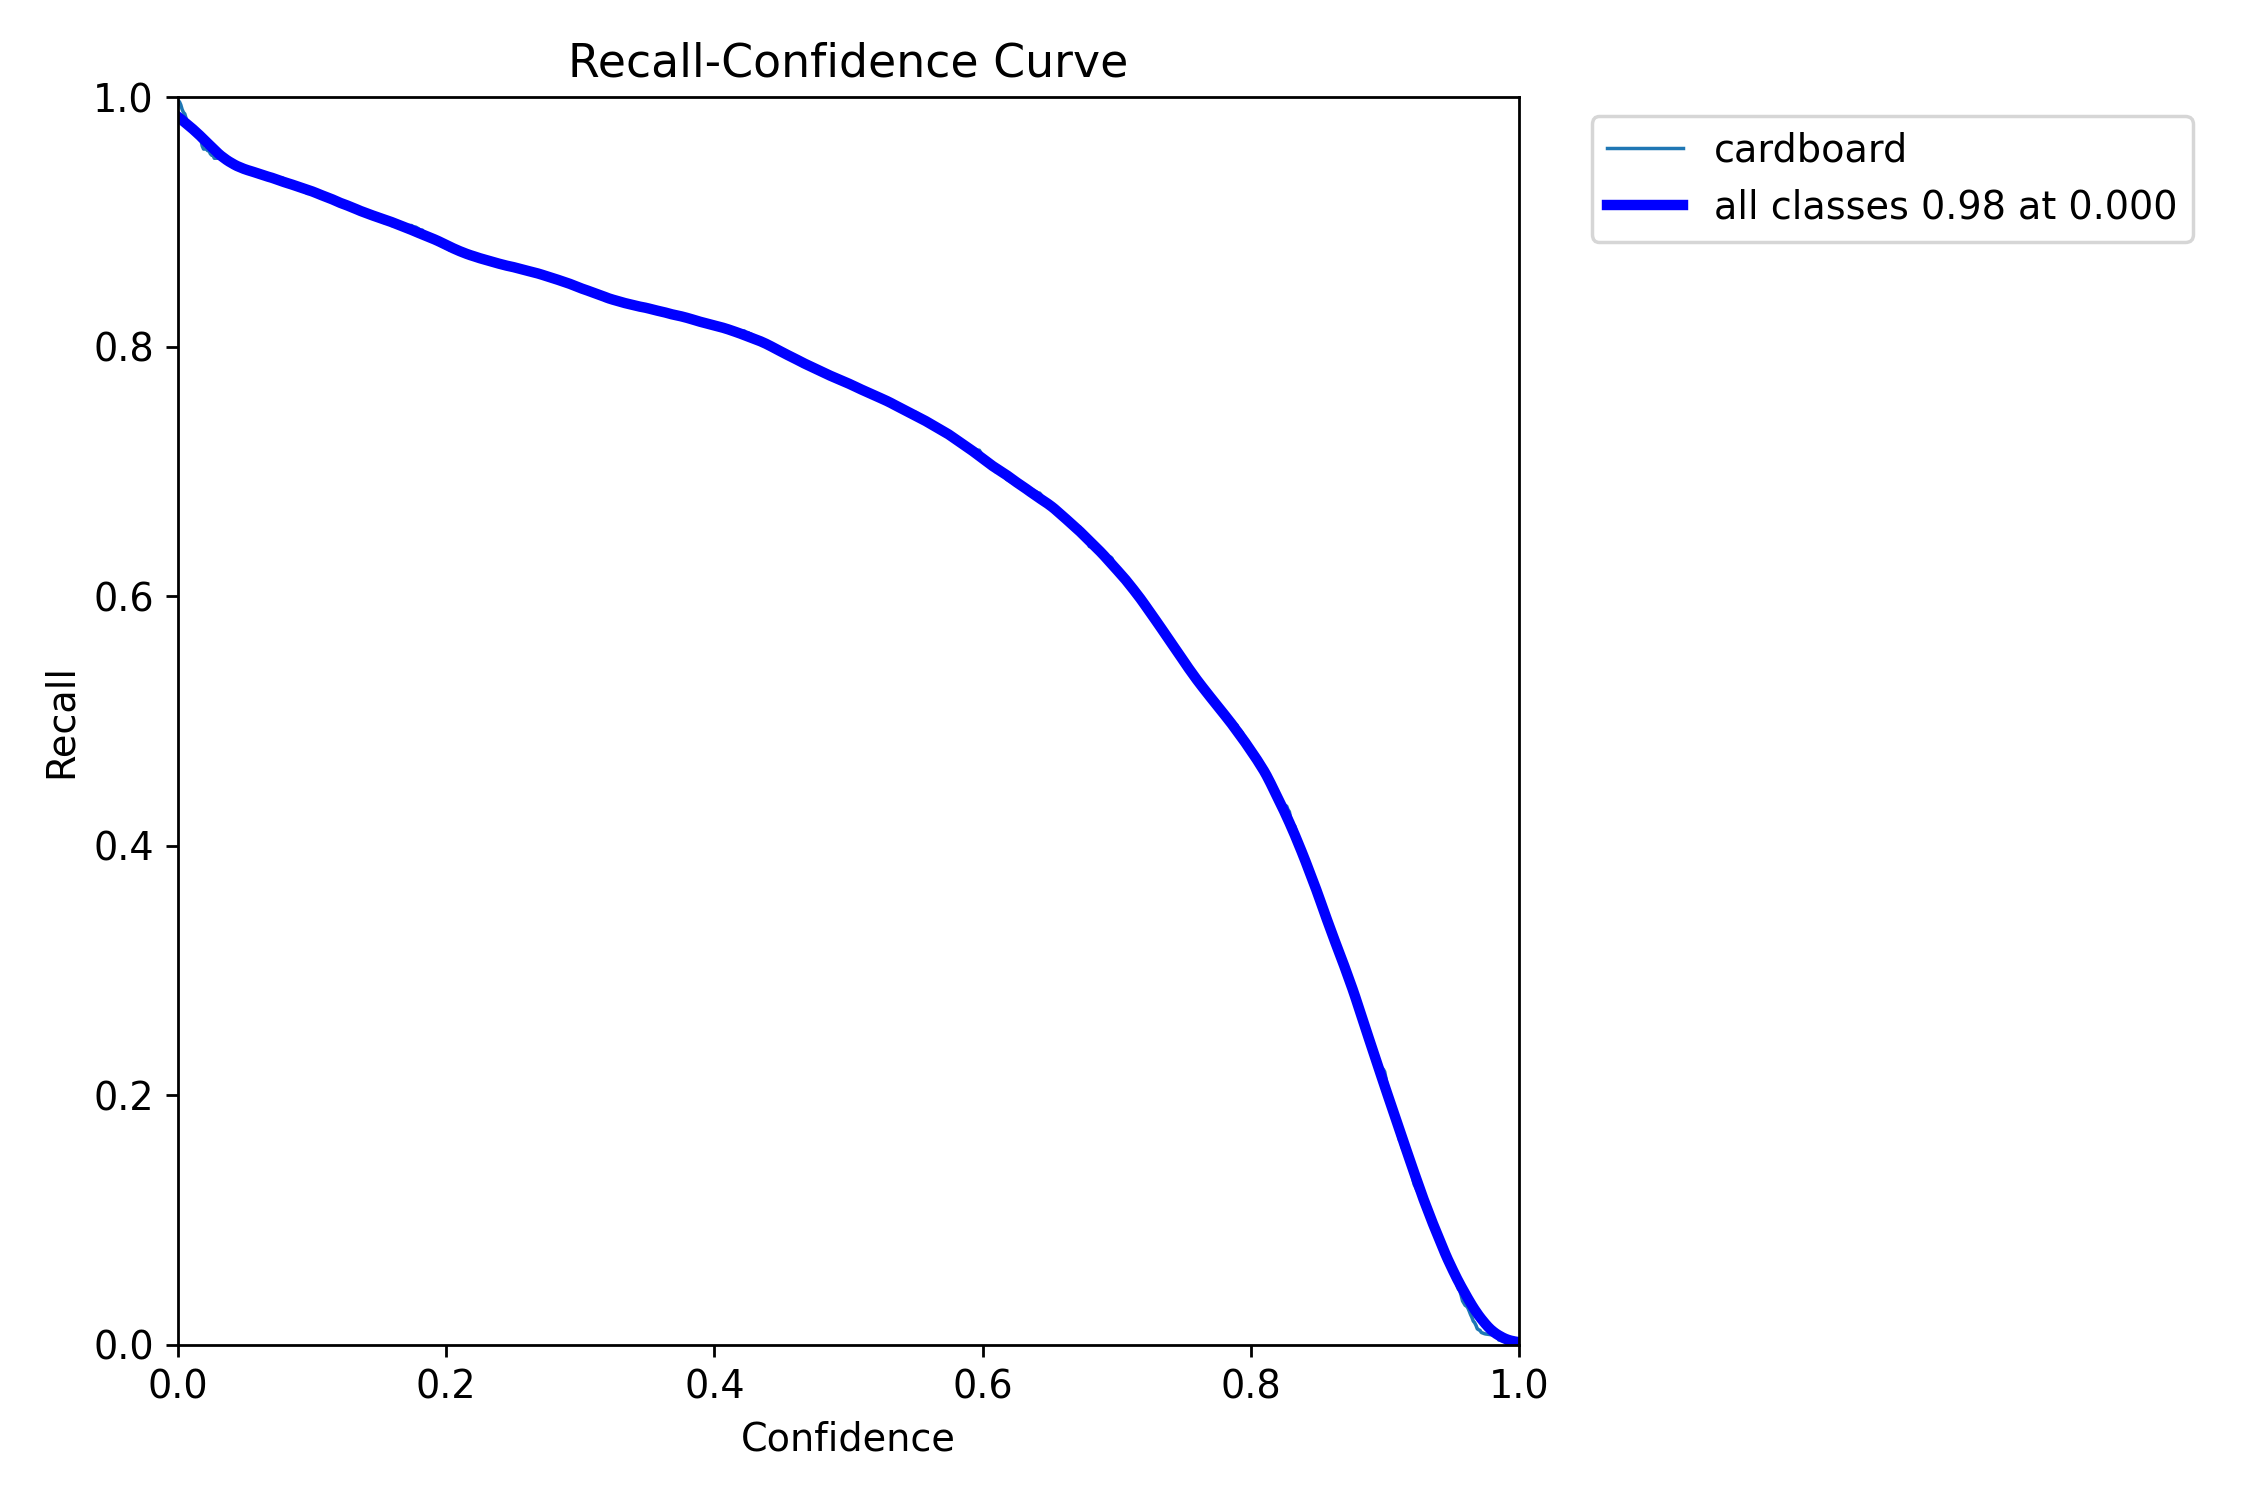 Recall-Confidence Curve
cardboard
all classes 0.98 at 0.000
1.0
0.8
0.6
0.4
0.2
0.0
Recall
0.0 0.2 0.4 0.6 0.8 1.0
Confidence